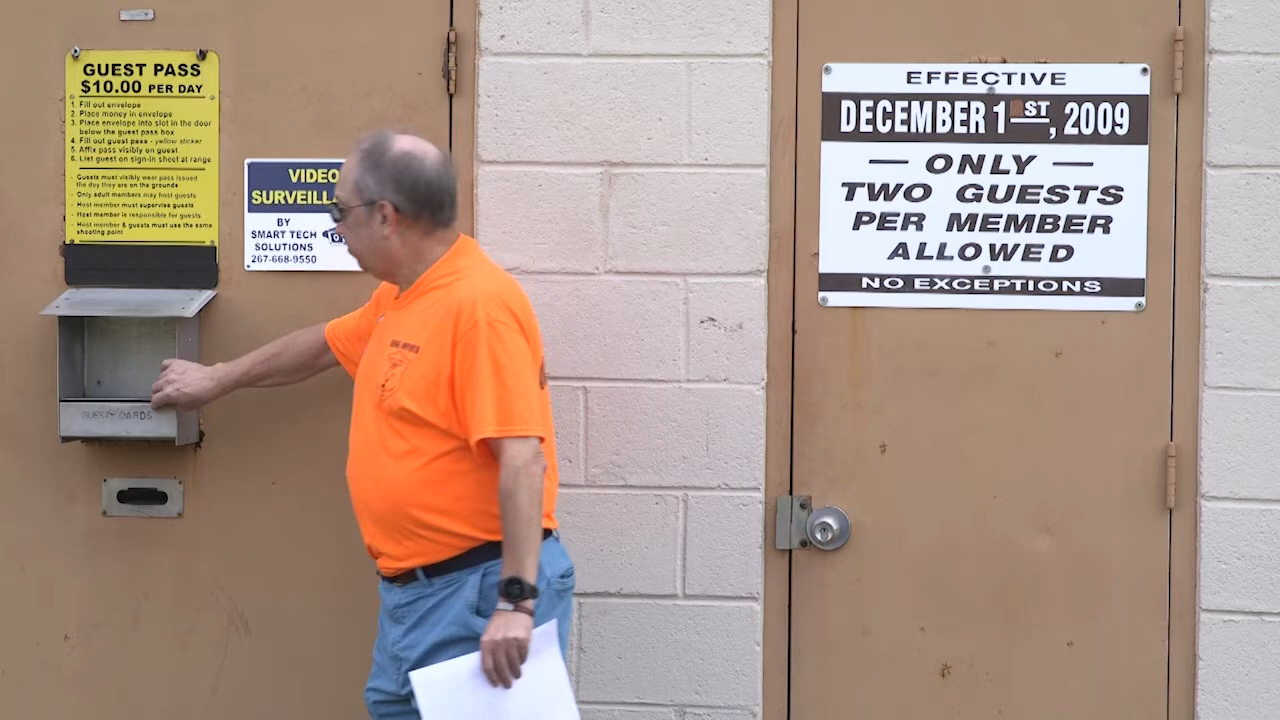 GUEST PASS
$10.00 PER DAY
1. Fill out envelope
2. Place money in envelope
3. Place envelope into slot in the door
below the guest pass box
4. Fill out guest pass - yellow sticker
5. Affix pass visibly on guest
6. List guest on sign-in sheet at range
- Guests must visibly wear pass issued
the day they are on the grounds
- Only adult members may host guests
- Host member must supervise guests
- Host member is responsible for guests
- Host member & guests must use the same
shooting point
VIDEO
SURVEILLA
BY
SMART TECH
SOLUTIONS
267-668-9550
GUEST CARDS
EFFECTIVE
DECEMBER 1ST, 2009
— ONLY —
TWO GUESTS
PER MEMBER
ALLOWED
NO EXCEPTIONS